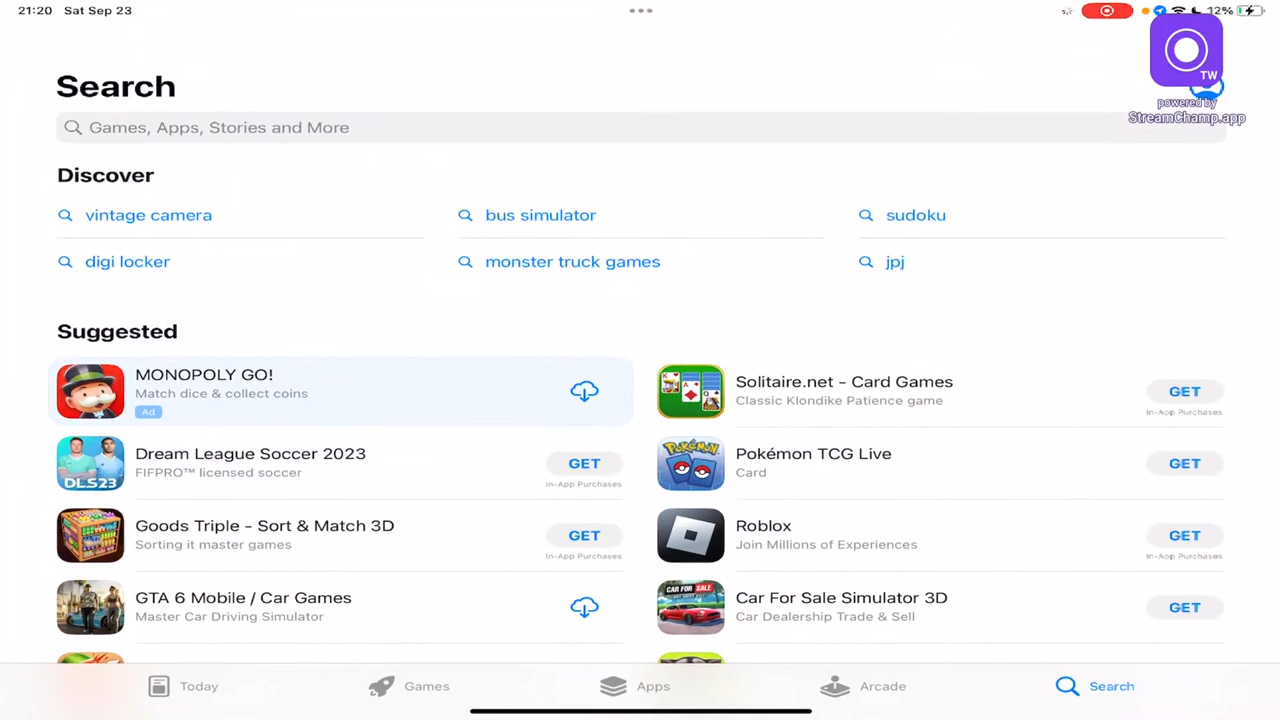 21:20 Sat Sep 23
12%
TW
powered by
StreamChamp.app
Search
Games, Apps, Stories and More
Discover
vintage camera
bus simulator
sudoku
digi locker
monster truck games
jpj
Suggested
MONOPOLY GO!
Match dice & collect coins
Ad
Solitaire.net - Card Games
Classic Klondike Patience game
GET
In-App Purchases
DLS23
Dream League Soccer 2023
FIFPRO™ licensed soccer
GET
In-App Purchases
Pokémon
Pokémon TCG Live
Card
GET
Goods Triple - Sort & Match 3D
Sorting it master games
GET
In-App Purchases
Roblox
Join Millions of Experiences
GET
In-App Purchases
GTA 6 Mobile / Car Games
Master Car Driving Simulator
CAR FOR SALE
Car For Sale Simulator 3D
Car Dealership Trade & Sell
GET
Today
Games
Apps
Arcade
Search